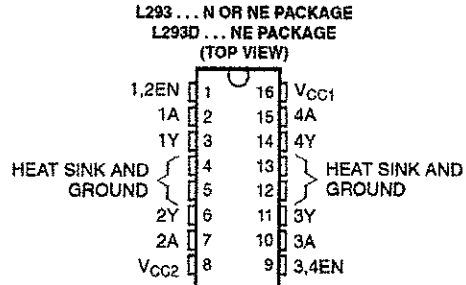 L293 . . . N OR NE PACKAGE
L293D . . . NE PACKAGE
(TOP VIEW)
1,2EN 1 16 VCC1
1A 2 15 4A
1Y 3 14 4Y
HEAT SINK AND GROUND 4 13 HEAT SINK AND GROUND
5 12
2Y 6 11 3Y
2A 7 10 3A
VCC2 8 9 3,4EN